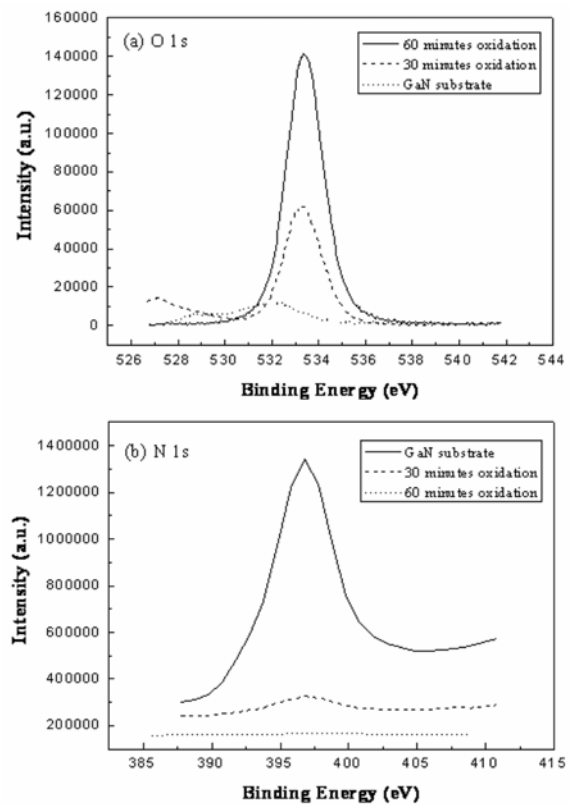 (a) O 1s
60 minutes oxidation
30 minutes oxidation
GaN substrate
160000
140000
120000
100000
80000
60000
40000
20000
0
Intensity (a.u.)
526 528 530 532 534 536 538 540 542 544
Binding Energy (eV)
(b) N 1s
GaN substrate
30 minutes oxidation
60 minutes oxidation
1400000
1200000
1000000
800000
600000
400000
200000
Intensity (a.u.)
385 390 395 400 405 410 415
Binding Energy (eV)